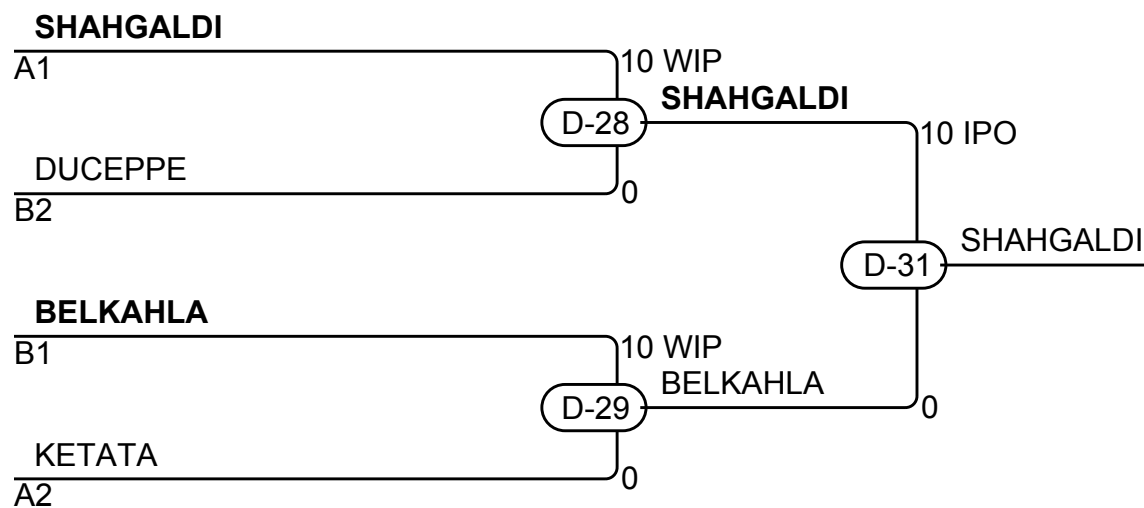 SHAHGALDI
A1
10 WIP
SHAHGALDI
D-28
10 IPO
DUCEPPE
B2
0
SHAHGALDI
D-31
BELKAHLA
B1
10 WIP
BELKAHLA
D-29
0
KETATA
A2
0